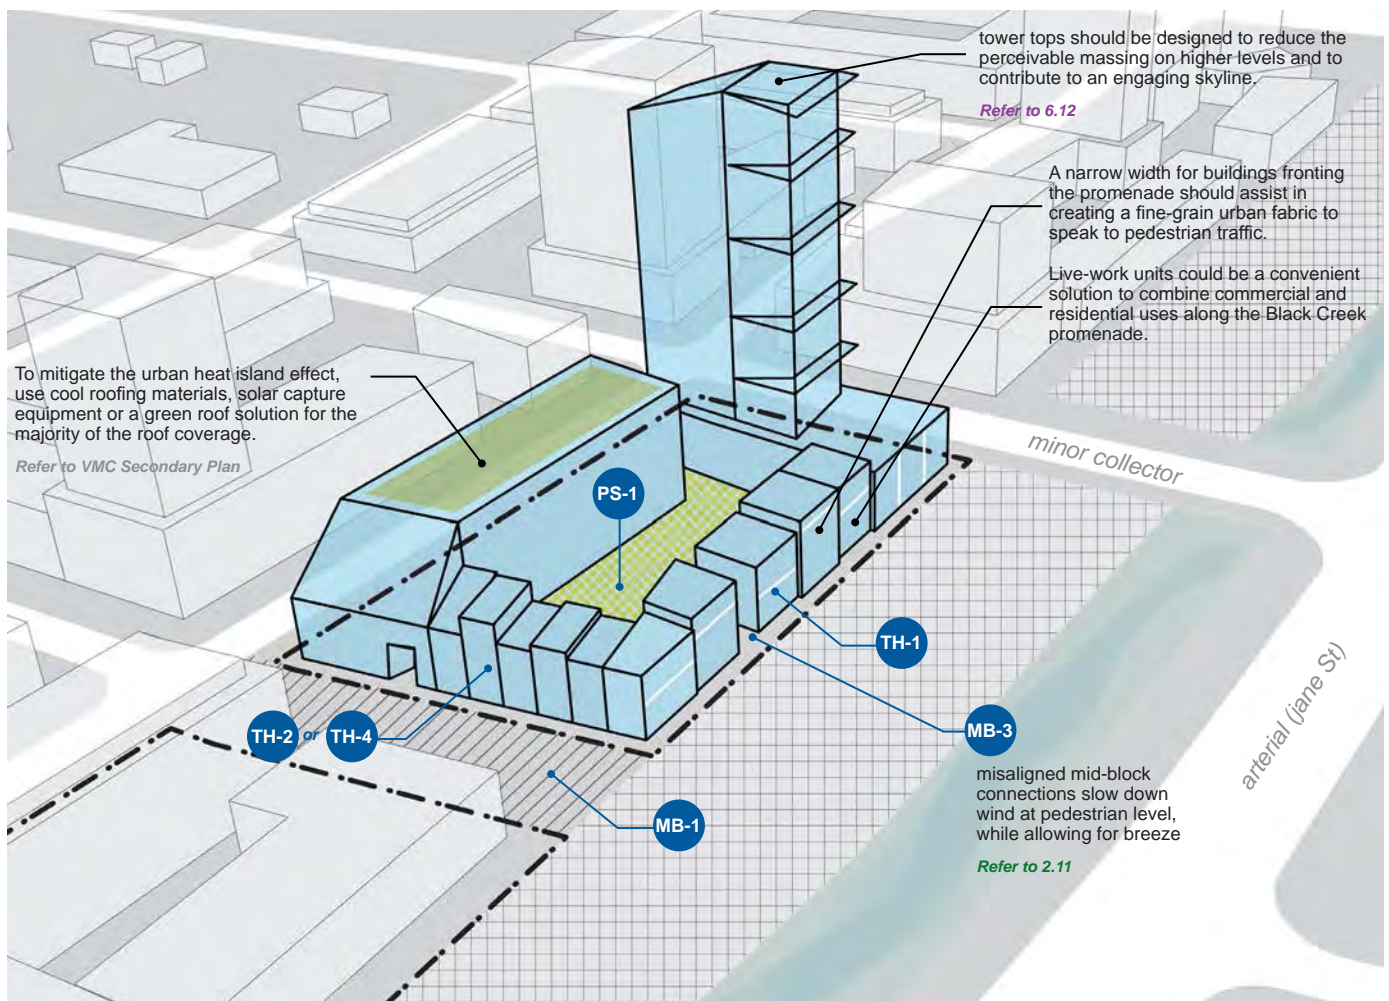 tower tops should be designed to reduce the
perceivable massing on higher levels and to
contribute to an engaging skyline.
Refer to 6.12
A narrow width for buildings fronting
the promenade should assist in
creating a fine-grain urban fabric to
speak to pedestrian traffic.
Live-work units could be a convenient
solution to combine commercial and
residential uses along the Black Creek
promenade.
To mitigate the urban heat island effect,
use cool roofing materials, solar capture
equipment or a green roof solution for the
majority of the roof coverage.
Refer to VMC Secondary Plan
minor collector
PS-1
TH-1
arterial (jane St)
TH-2 or TH-4
MB-3
misaligned mid-block
connections slow down
wind at pedestrian level,
while allowing for breeze
Refer to 2.11
MB-1